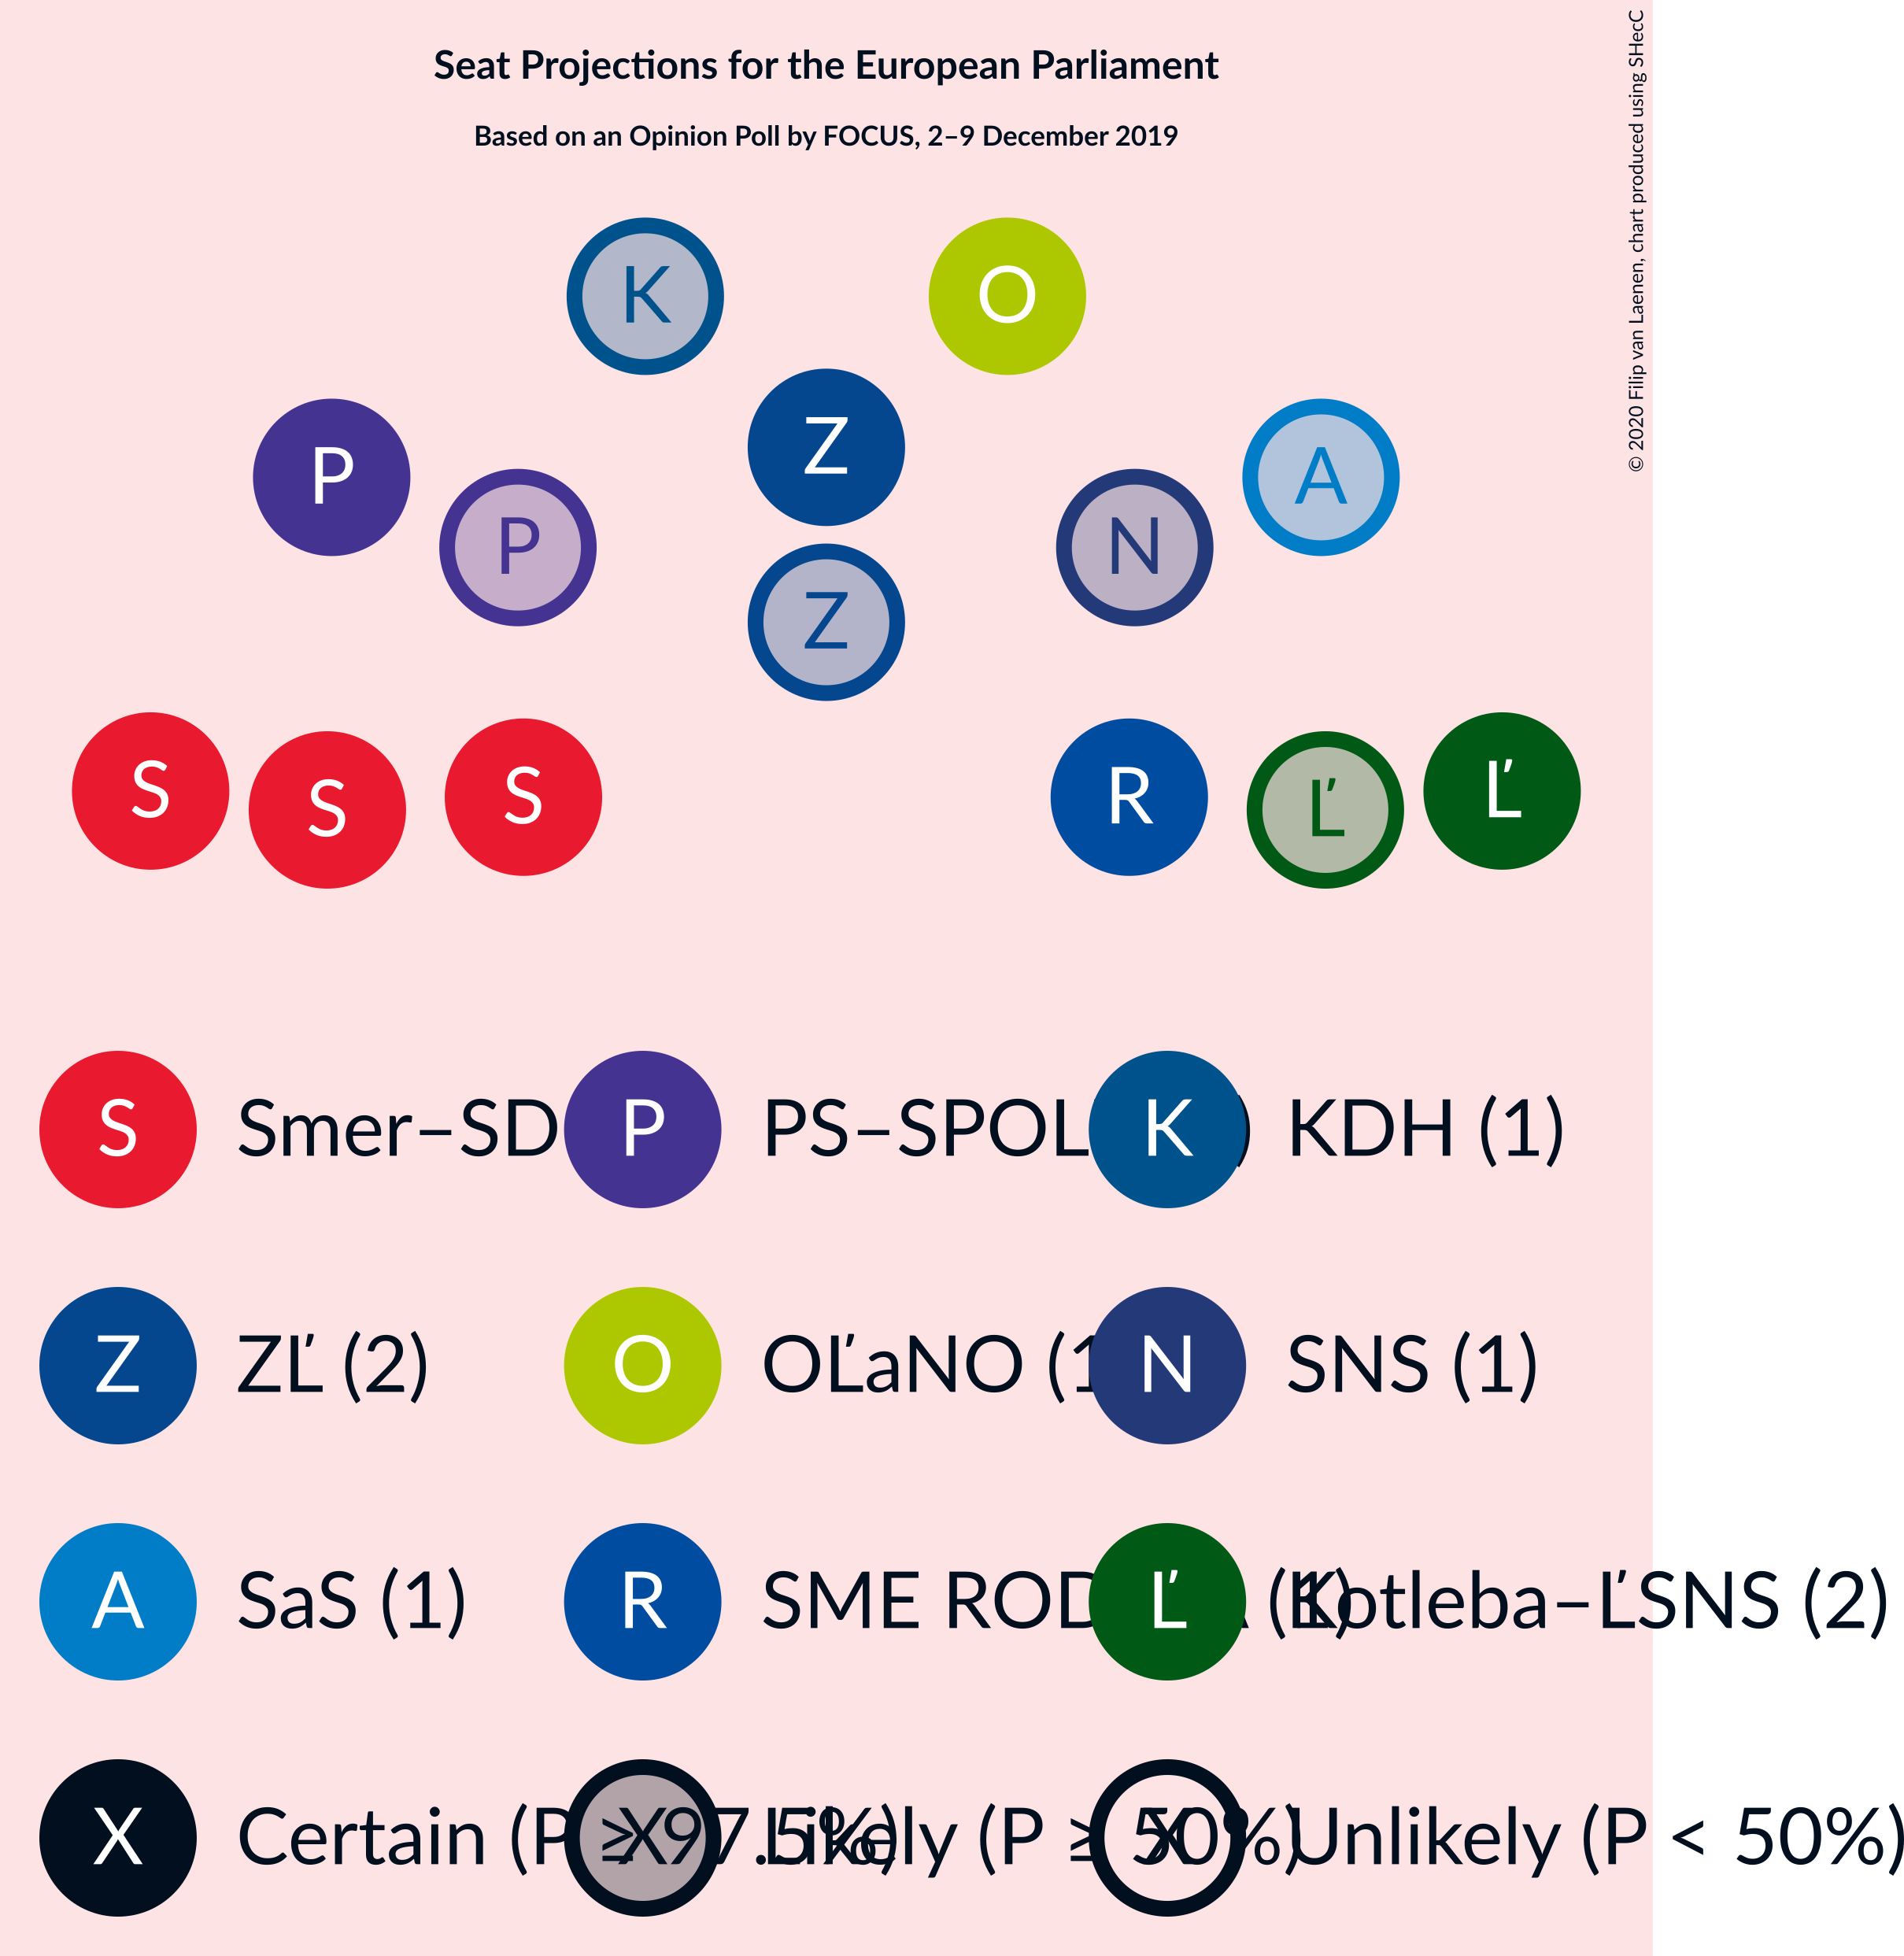 Seat Projections for the European Parliament
Based on an Opinion Poll by FOCUS, 2–9 December 2019
© 2020 Filip van Laenen, chart produced using SHecC
K O
P Z A
P N
Z
S S S R Ľ Ľ
S Smer–SD P PS–SPOL K KDH (1)
Z ZĽ (2) O OĽaNO (1 N SNS (1)
A SaS (1) R SME ROD (1) Ľ Kotleba–ĽSNS (2)
X Certain (P ≥ 97.5%) X Likely (P ≥ 50%) X Unlikely (P < 50%)